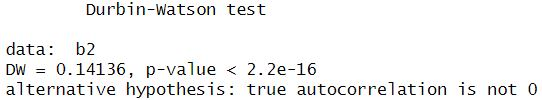 Durbin-Watson test
data: b2
DW = 0.14136, p-value < 2.2e-16
alternative hypothesis: true autocorrelation is not 0